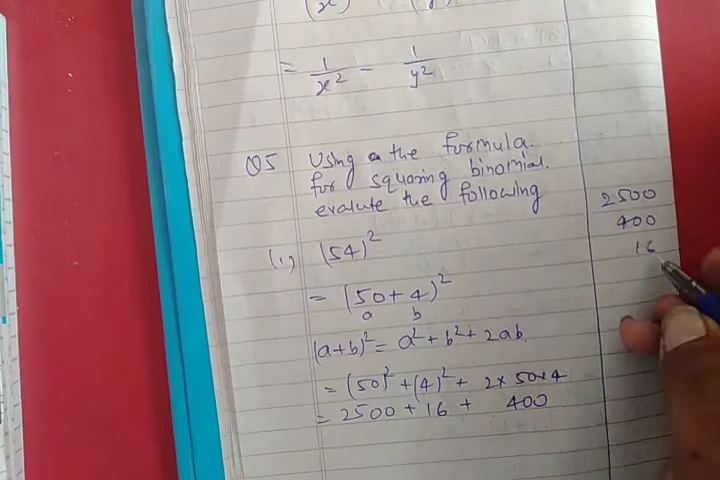 = 1/x² - 1/y²
Q5 Using the formula.
for squaring binomial.
evalute the following
(i) (54)²
= (50+4)²
a b
(a+b)² = a² + b² + 2ab.
= (50)² + (4)² + 2×50×4
= 2500 + 16 + 400
2500
400
16